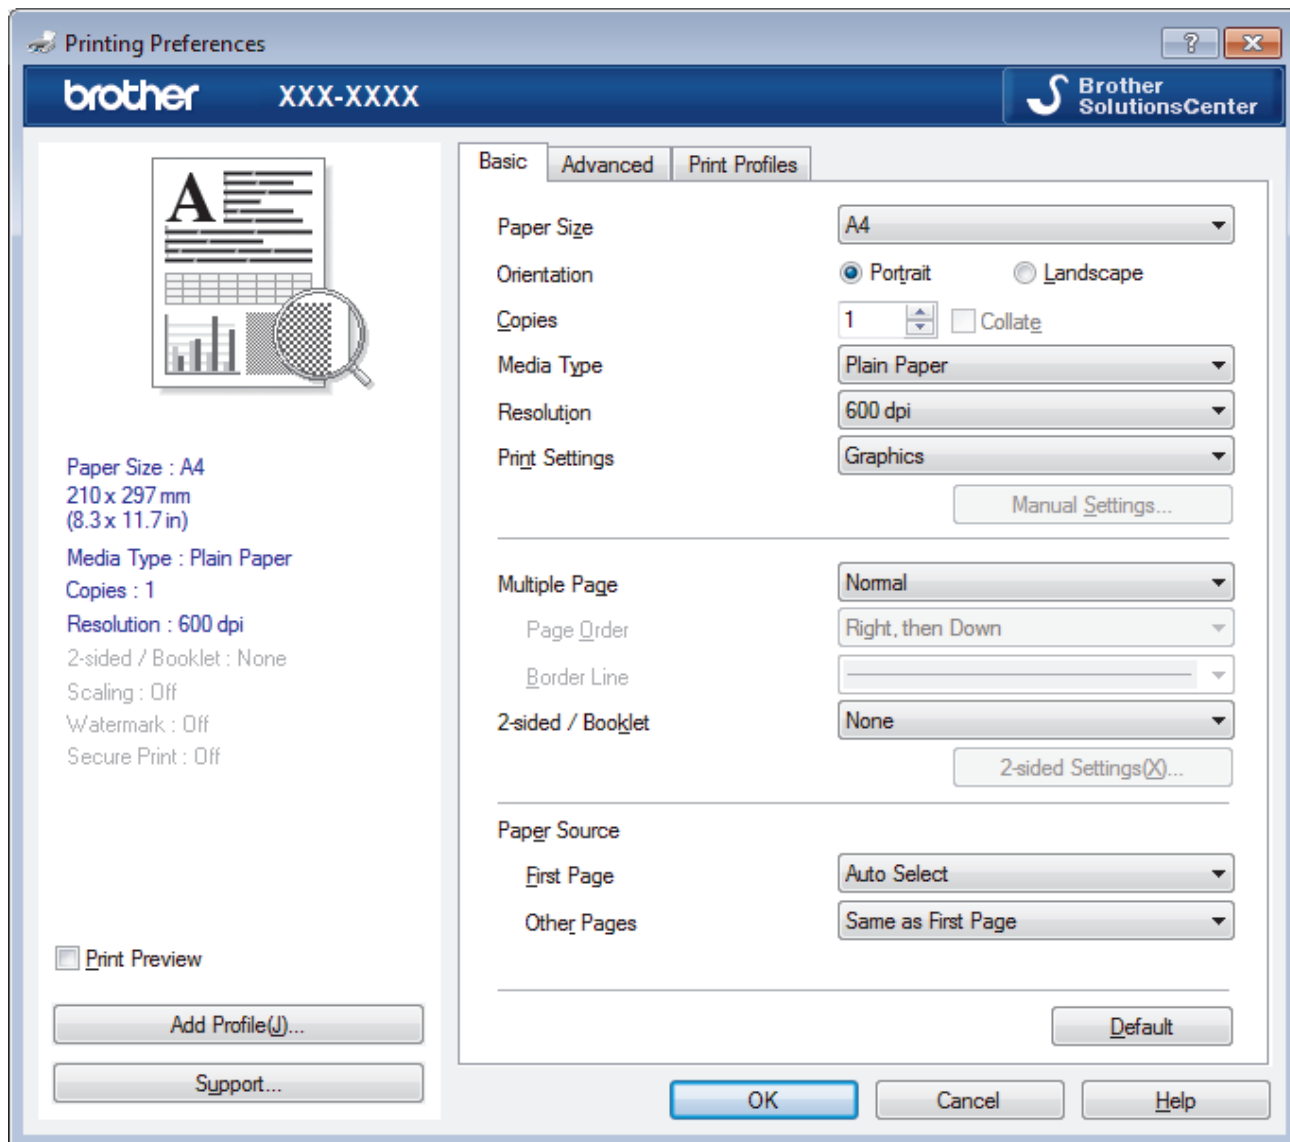 Printing Preferences
?
brother XXX-XXXX
Brother
SolutionsCenter
A
Paper Size : A4
210 x 297 mm
(8.3 x 11.7 in)
Media Type : Plain Paper
Copies : 1
Resolution : 600 dpi
2-sided / Booklet : None
Scaling : Off
Watermark : Off
Secure Print : Off
Print Preview
Add Profile(J)...
Support...
Basic Advanced Print Profiles
Paper Size A4
Orientation Portrait Landscape
Copies 1 Collate
Media Type Plain Paper
Resolution 600 dpi
Print Settings Graphics
Manual Settings...
Multiple Page Normal
Page Order Right, then Down
Border Line
2-sided / Booklet None
2-sided Settings(X)...
Paper Source
First Page Auto Select
Other Pages Same as First Page
Default
OK Cancel Help